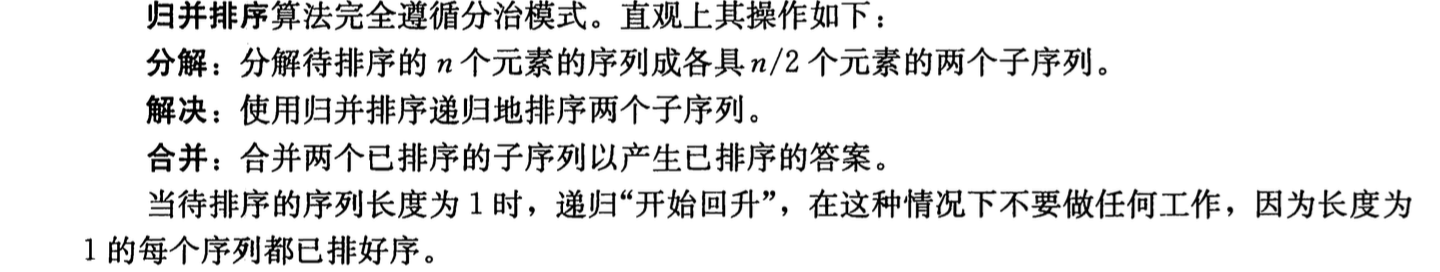 归并排序算法完全遵循分治模式。直观上其操作如下：
分解：分解待排序的 n 个元素的序列成各具 n/2 个元素的两个子序列。
解决：使用归并排序递归地排序两个子序列。
合并：合并两个已排序的子序列以产生已排序的答案。
当待排序的序列长度为 1 时，递归“开始回升”，在这种情况下不要做任何工作，因为长度为
1 的每个序列都已排好序。